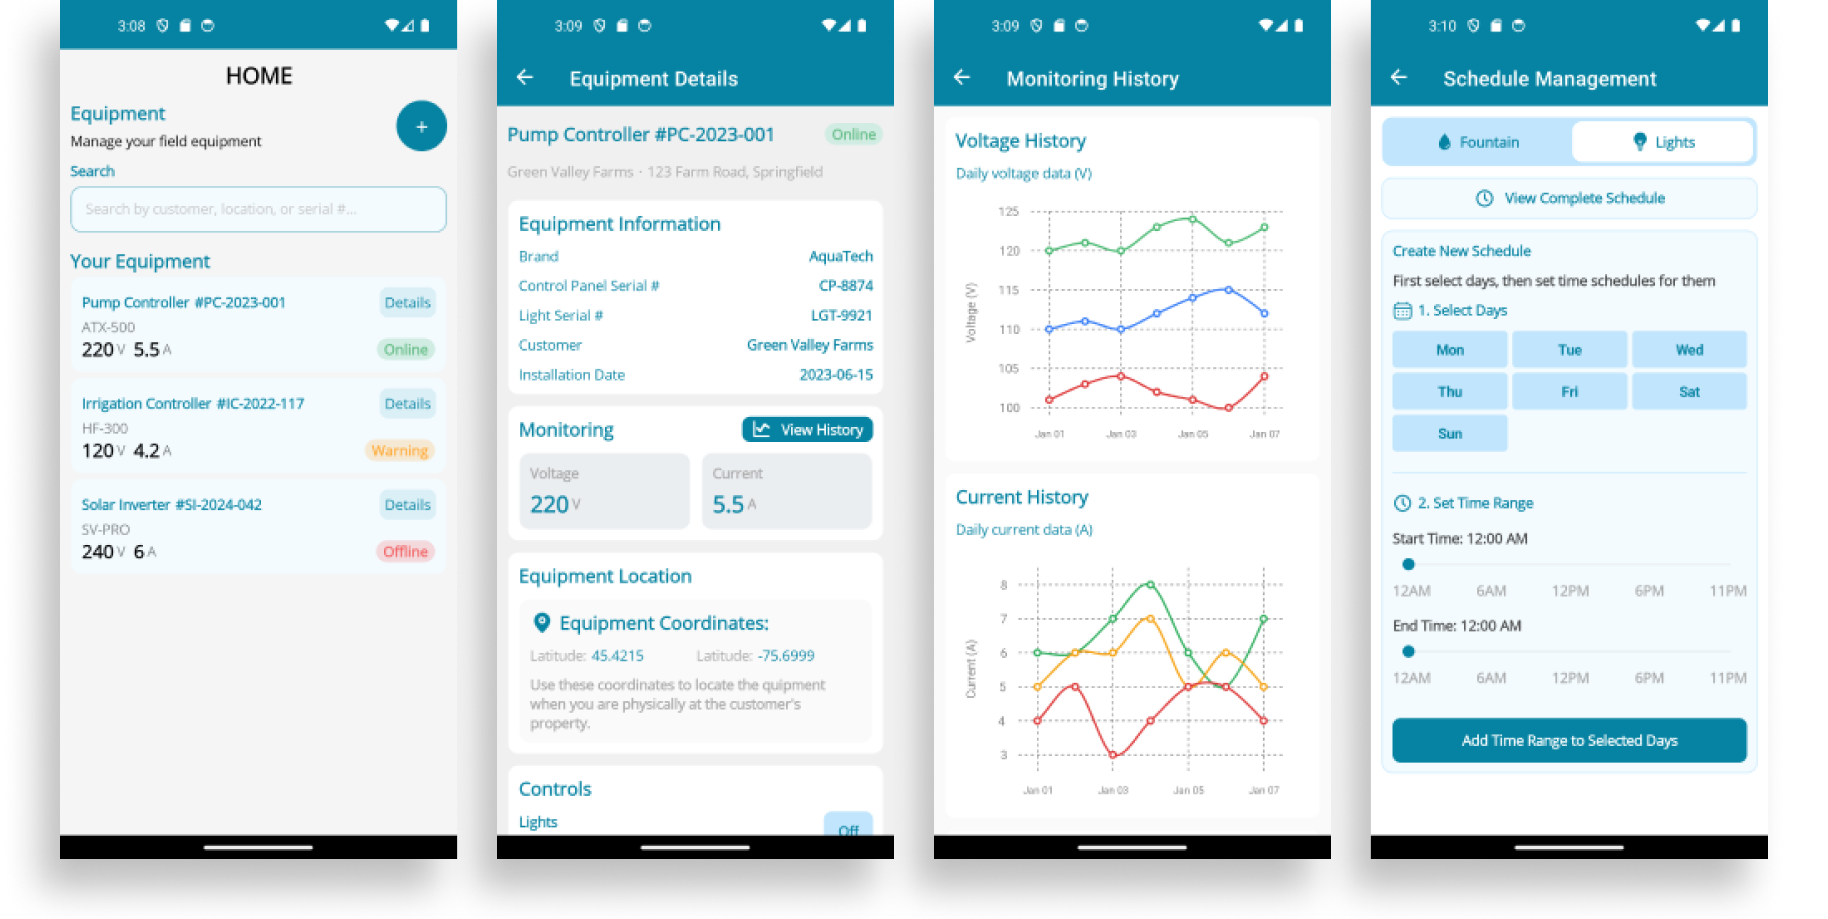 3:08
HOME
Equipment
Manage your field equipment
+
Search
Search by customer, location, or serial #...
Your Equipment
Pump Controller #PC-2023-001 Details
ATX-500
220 V 5.5 A Online
Irrigation Controller #IC-2022-117 Details
HF-300
120 V 4.2 A Warning
Solar Inverter #SI-2024-042 Details
SV-PRO
240 V 6 A Offline
3:09
Equipment Details
Pump Controller #PC-2023-001 Online
Green Valley Farms · 123 Farm Road, Springfield
Equipment Information
Brand AquaTech
Control Panel Serial # CP-8874
Light Serial # LGT-9921
Customer Green Valley Farms
Installation Date 2023-06-15
Monitoring View History
Voltage Current
220 V 5.5 A
Equipment Location
Equipment Coordinates:
Latitude: 45.4215 Latitude: -75.6999
Use these coordinates to locate the quipment
when you are physically at the customer's
property.
Controls
Lights Off
3:09
Monitoring History
Voltage History
Daily voltage data (V)
Voltage (V)
125
120
115
110
105
100
Jan 01 Jan 03 Jan 05 Jan 07
Current History
Daily current data (A)
Current (A)
8
7
6
5
4
3
Jan 01 Jan 03 Jan 05 Jan 07
3:10
Schedule Management
Fountain Lights
View Complete Schedule
Create New Schedule
First select days, then set time schedules for them
1. Select Days
Mon Tue Wed
Thu Fri Sat
Sun
2. Set Time Range
Start Time: 12:00 AM
12AM 6AM 12PM 6PM 11PM
End Time: 12:00 AM
12AM 6AM 12PM 6PM 11PM
Add Time Range to Selected Days